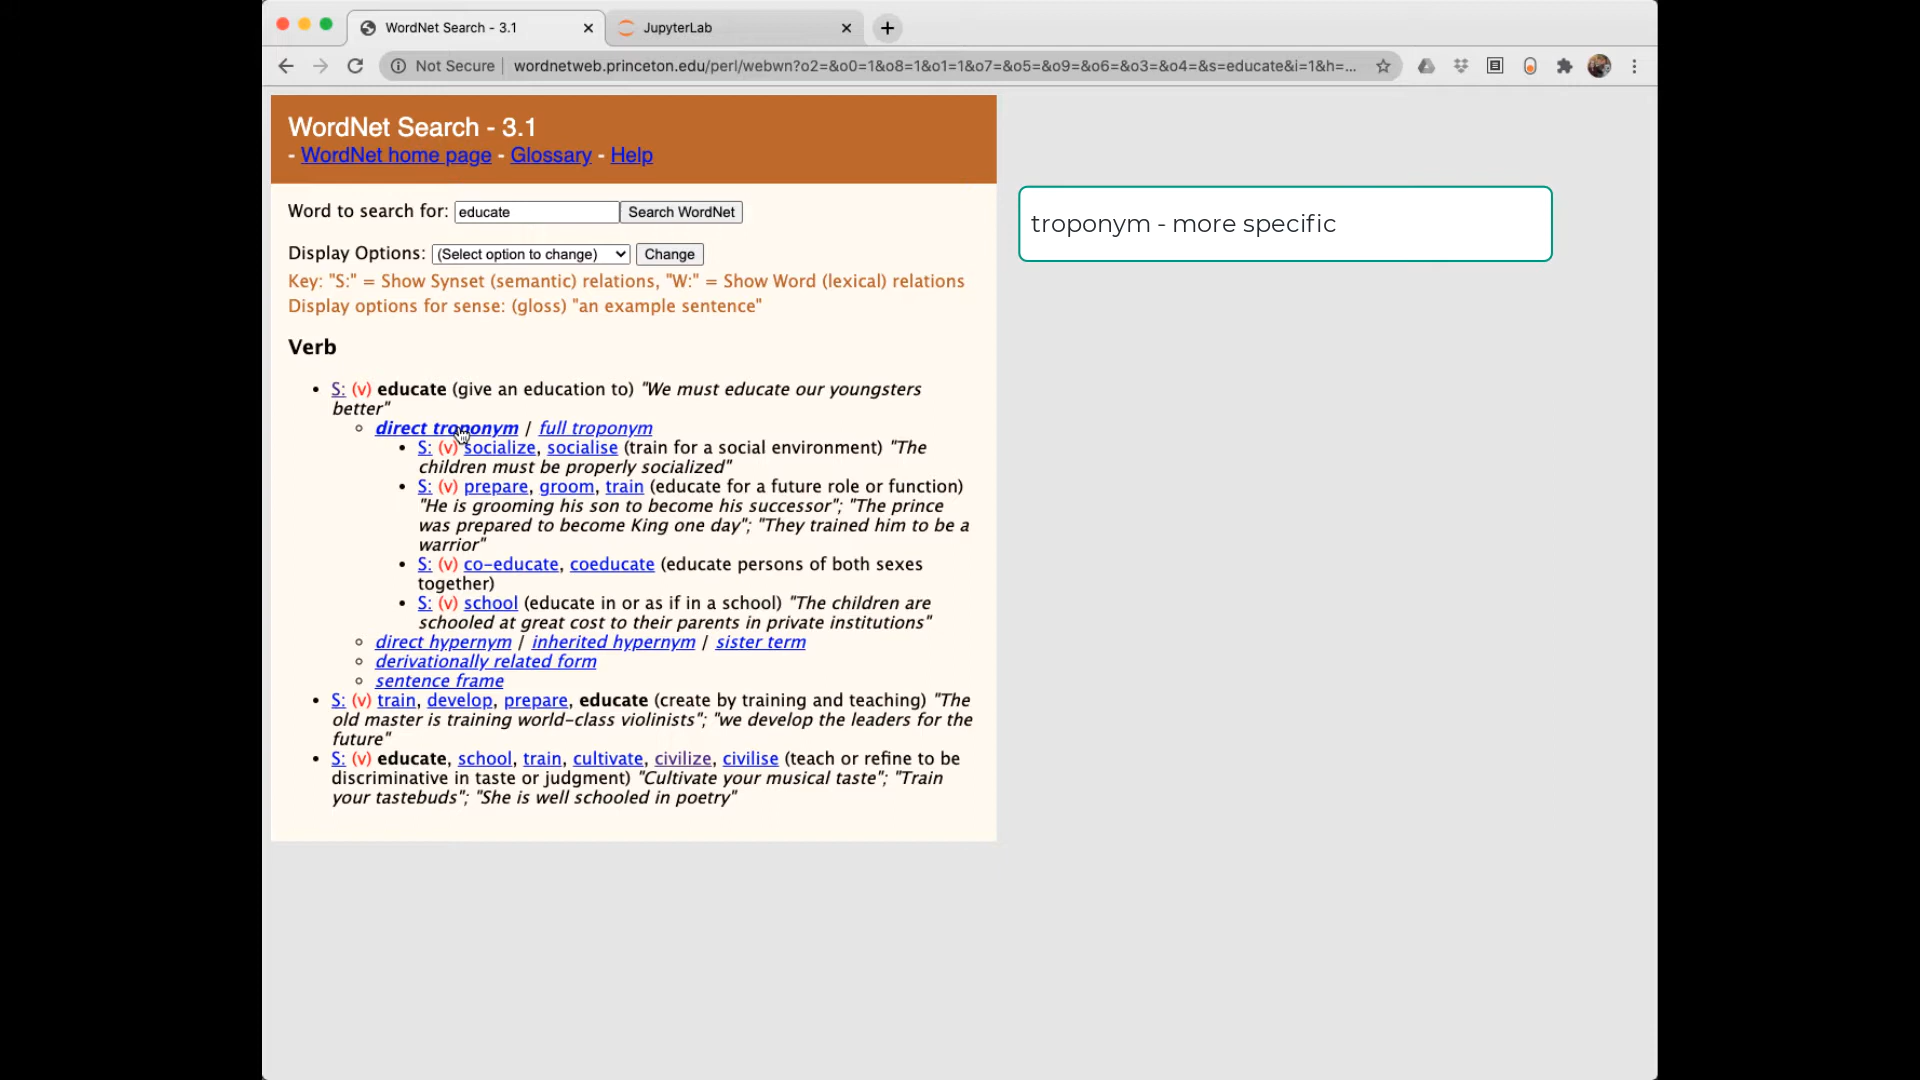 WordNet Search - 3.1
JupyterLab
Not Secure
wordnetweb.princeton.edu/perl/webwn?o2=&o0=1&o8=1&o1=1&o7=&o5=&o9=&o6=&o3=&o4=&s=educate&i=1&h=...
WordNet Search - 3.1
- WordNet home page - Glossary - Help
Word to search for: educate Search WordNet
Display Options: (Select option to change) Change
Key: "S:" = Show Synset (semantic) relations, "W:" = Show Word (lexical) relations
Display options for sense: (gloss) "an example sentence"
Verb
• S: (v) educate (give an education to) "We must educate our youngsters
better"
◦ direct troponym / full troponym
• S: (v) socialize, socialise (train for a social environment) "The
children must be properly socialized"
• S: (v) prepare, groom, train (educate for a future role or function)
"He is grooming his son to become his successor"; "The prince
was prepared to become King one day"; "They trained him to be a
warrior"
• S: (v) co-educate, coeducate (educate persons of both sexes
together)
• S: (v) school (educate in or as if in a school) "The children are
schooled at great cost to their parents in private institutions"
◦ direct hypernym / inherited hypernym / sister term
◦ derivationally related form
◦ sentence frame
• S: (v) train, develop, prepare, educate (create by training and teaching) "The
old master is training world-class violinists"; "we develop the leaders for the
future"
• S: (v) educate, school, train, cultivate, civilize, civilise (teach or refine to be
discriminative in taste or judgment) "Cultivate your musical taste"; "Train
your tastebuds"; "She is well schooled in poetry"
troponym - more specific